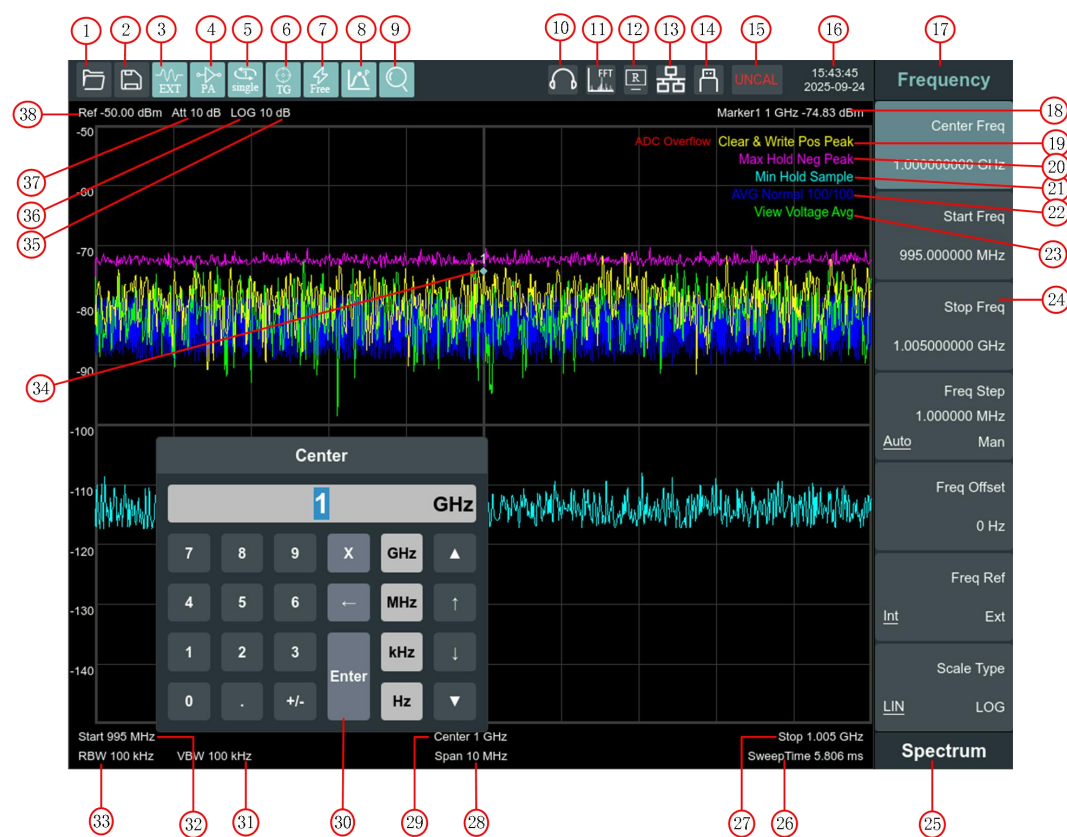 1 2 3 4 5 6 7 8 9 10 11 12 13 14 15 16 17
EXT PA single TG Free FFT R UNCAL 15:43:45
2025-09-24
Frequency
38 Ref -50.00 dBm Att 10 dB LOG 10 dB Marker1 1 GHz -74.83 dBm 18
ADC Overflow Clear & Write Pos Peak 19
Max Hold Neg Peak 20
Min Hold Sample 21
AVG Normal 100/100 22
View Voltage Avg 23
37
36
35
34
-50
-60
-70
-80
-90
-100
-110
-120
-130
-140
1
Center Freq
1.000000000 GHz
Start Freq
995.000000 MHz
Stop Freq 24
1.005000000 GHz
Freq Step
1.000000 MHz
Auto Man
Freq Offset
0 Hz
Freq Ref
Int Ext
Scale Type
LIN LOG
Spectrum
Center
1 GHz
7 8 9 X GHz ▲
4 5 6 ← MHz ↑
1 2 3 Enter kHz ↓
0 . +/- Hz ▼
Start 995 MHz Center 1 GHz Stop 1.005 GHz
RBW 100 kHz VBW 100 kHz Span 10 MHz SweepTime 5.806 ms
33 32 31 30 29 28 27 26 25